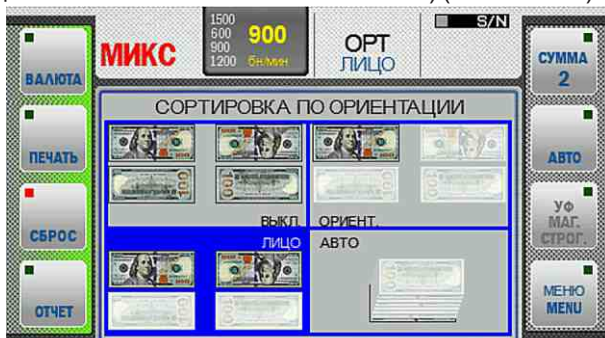 1500
600
900
1200
900
бн/мин
МИКС
ОРТ
ЛИЦО
S/N
ВАЛЮТА
ПЕЧАТЬ
СБРОС
ОТЧЕТ
СОРТИРОВКА ПО ОРИЕНТАЦИИ
ВЫКЛ.
ОРИЕНТ.
ЛИЦО
АВТО
СУММА
2
АВТО
УФ
МАГ.
СТРОГ.
МЕНЮ
MENU